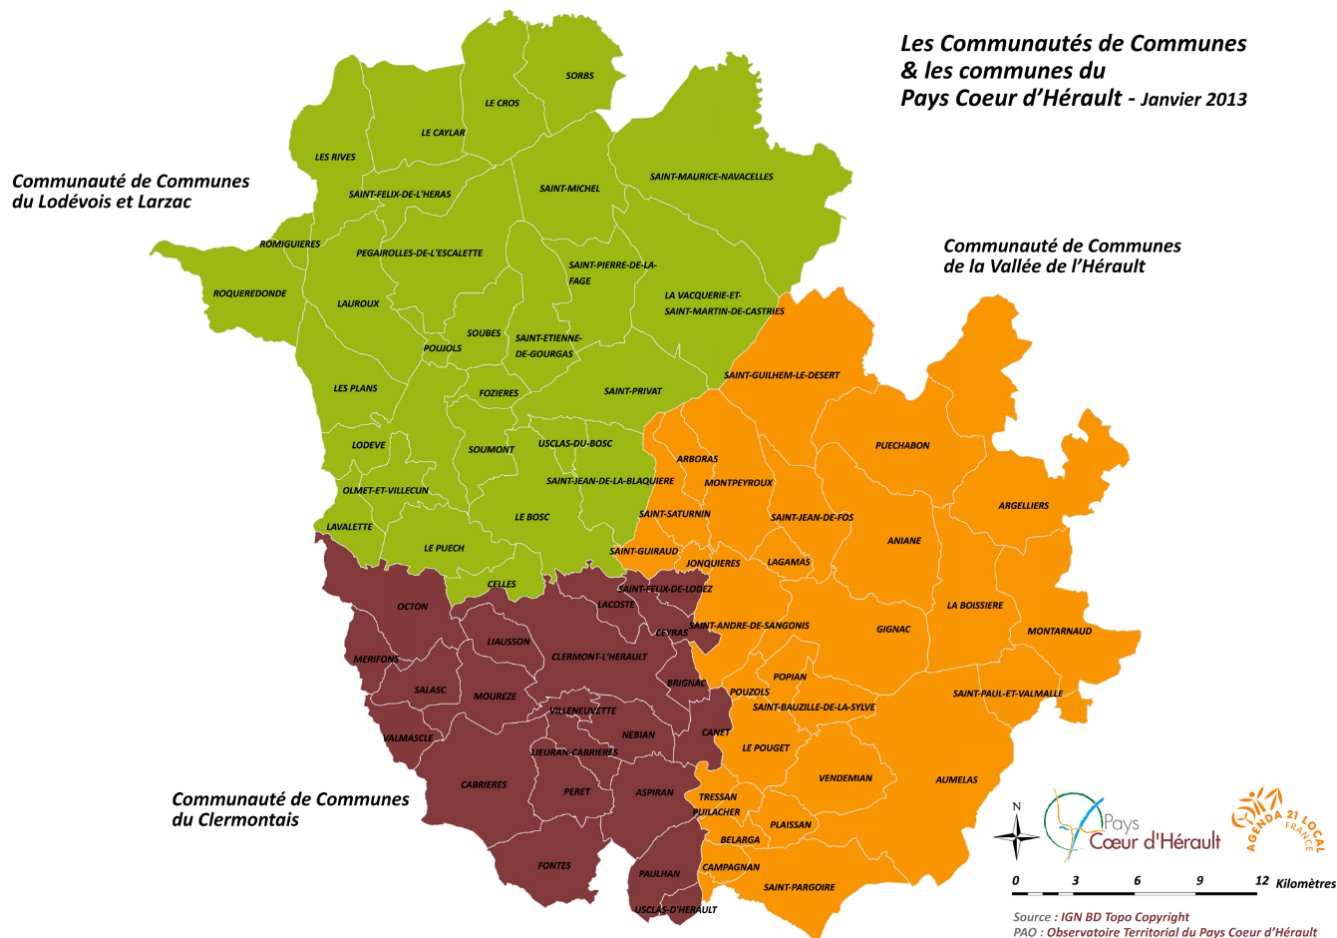 Les Communautés de Communes
& les communes du
Pays Coeur d'Hérault - Janvier 2013
Communauté de Communes
du Lodévois et Larzac
Communauté de Communes
de la Vallée de l'Hérault
Communauté de Communes
du Clermontais
SORBS
LE CROS
LE CAYLAR
LES RIVES
SAINT-MAURICE-NAVACELLES
SAINT-MICHEL
SAINT-FELIX-DE-L'HERAS
ROMIGUIERES
PEGAIROLLES-DE-L'ESCALETTE
SAINT-PIERRE-DE-LA-
FAGE
ROQUEREDONDE
LAUROUX
LA VACQUERIE-ET-
SAINT-MARTIN-DE-CASTRIES
SOUBES
POUJOLS
SAINT-ETIENNE-
DE-GOURGAS
LES PLANS
FOZIERES
SAINT-PRIVAT
LODEVE
SOUMONT
USCLAS-DU-BOSC
SAINT-JEAN-DE-LA-BLAQUIERE
OLMET-ET-VILLECUN
LE BOSC
LAVALETTE
LE PUECH
CELLES
SAINT-GUILHEM-LE-DESERT
PUECHABON
ARBORAS
MONTPEYROUX
ARGELLIERS
SAINT-SATURNIN
SAINT-JEAN-DE-FOS
ANIANE
SAINT-GUIRAUD
JONQUIERES
LAGAMAS
LA BOISSIERE
SAINT-ANDRE-DE-SANGONIS
GIGNAC
MONTARNAUD
POPIAN
POUZOLS
SAINT-PAUL-ET-VALMALLE
SAINT-BAUZILLE-DE-LA-SYLVE
LE POUGET
VENDEMIAN
AUMELAS
TRESSAN
PUILACHER
PLAISSAN
BELARGA
CAMPAGNAN
SAINT-PARGOIRE
SAINT-FELIX-DE-LODEZ
LACOSTE
OCTON
CEYRAS
LIAUSSON
CLERMONT-L'HERAULT
MERIFONS
BRIGNAC
SALASC
MOUREZE
VILLENEUVETTE
NEBIAN
CANET
VALMASCLE
LIEURAN-CABRIERES
CABRIERES
PERET
ASPIRAN
FONTES
PAULHAN
USCLAS-D'HERAULT
N
Pays
Cœur d'Hérault
AGENDA 21 LOCAL
FRANCE
0 3 6 9 12 Kilomètres
Source : IGN BD Topo Copyright
PAO : Observatoire Territorial du Pays Coeur d'Hérault